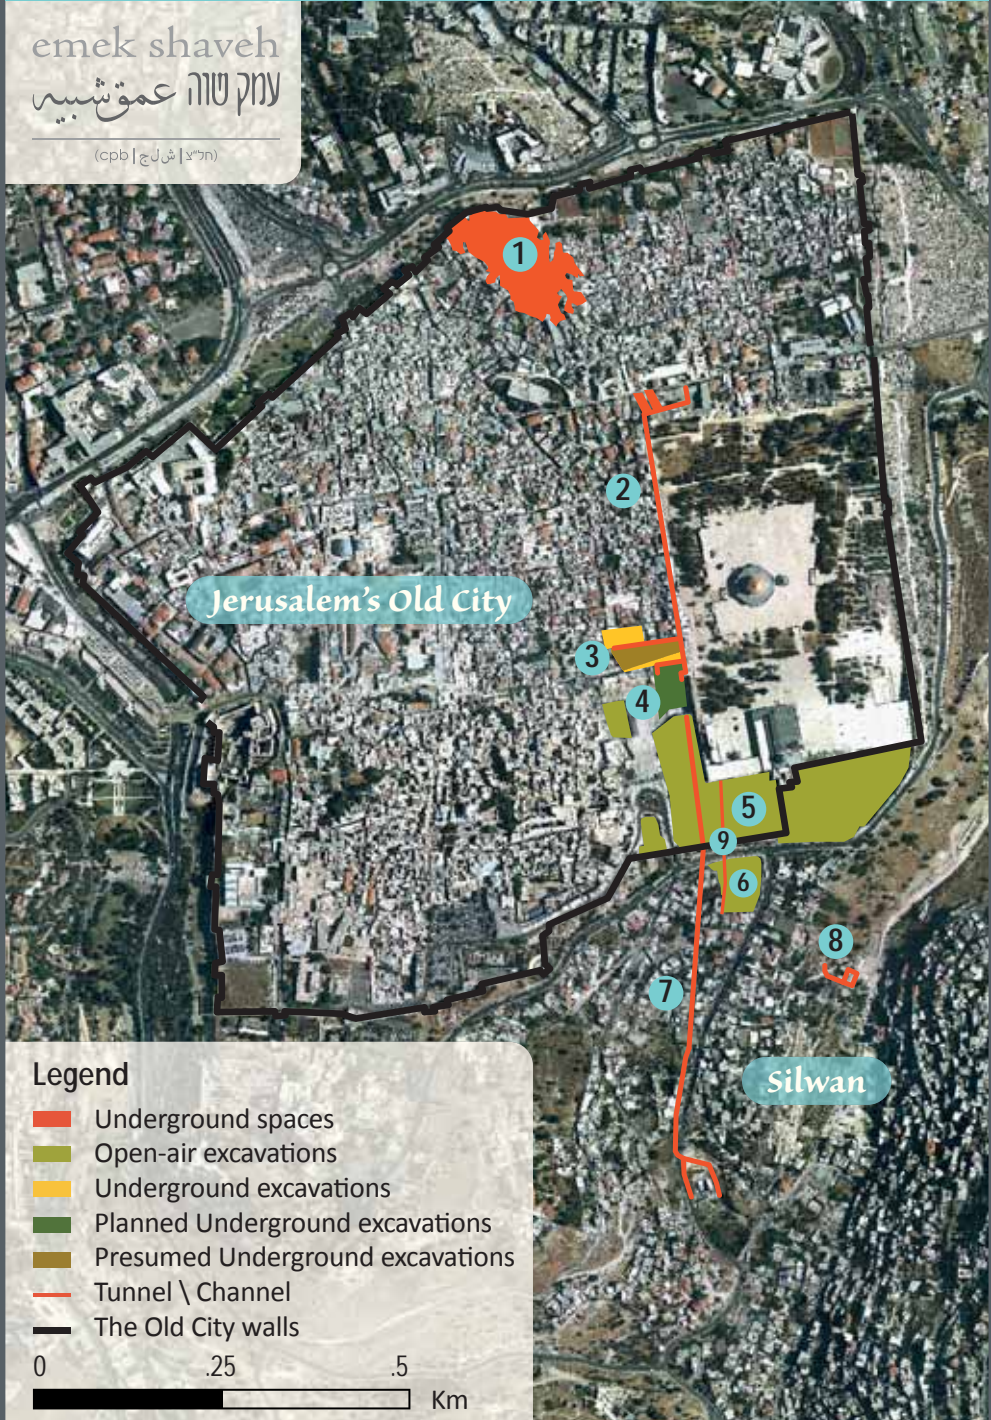 emek shaveh
עמק שווה عمق شبيه
(cpb | شلج | חל"צ)
1
2
Jerusalem's Old City
3
4
5
9
6
8
7
Silwan
Legend
Underground spaces
Open-air excavations
Underground excavations
Planned Underground excavations
Presumed Underground excavations
Tunnel \ Channel
The Old City walls
0 .25 .5
Km